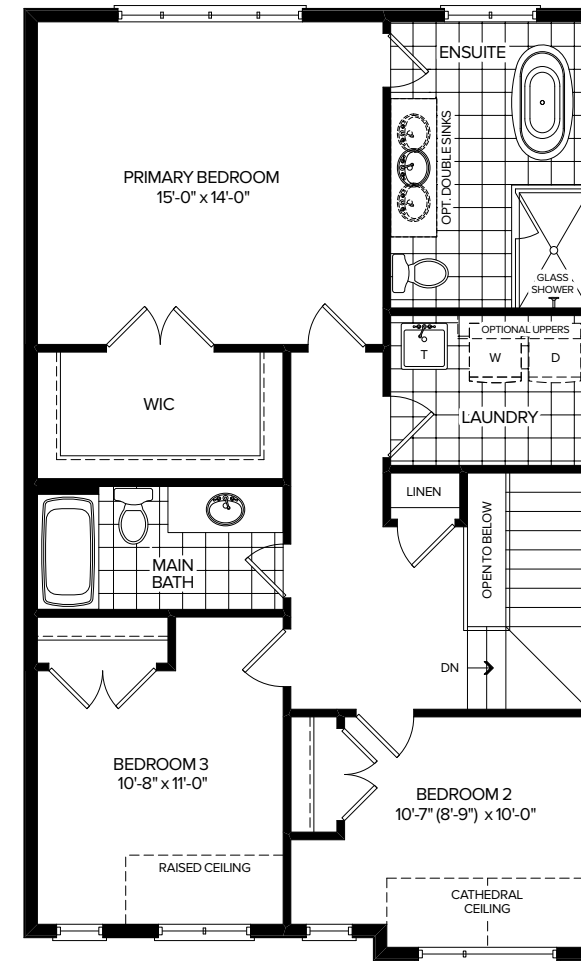 ENSUITE
OPT. DOUBLE SINKS
PRIMARY BEDROOM
15'-0" x 14'-0"
GLASS
SHOWER
OPTIONAL UPPERS
T
W
D
LAUNDRY
WIC
LINEN
OPEN TO BELOW
MAIN
BATH
DN
BEDROOM 3
10'-8" x 11'-0"
BEDROOM 2
10'-7" (8'-9") x 10'-0"
RAISED CEILING
CATHEDRAL
CEILING